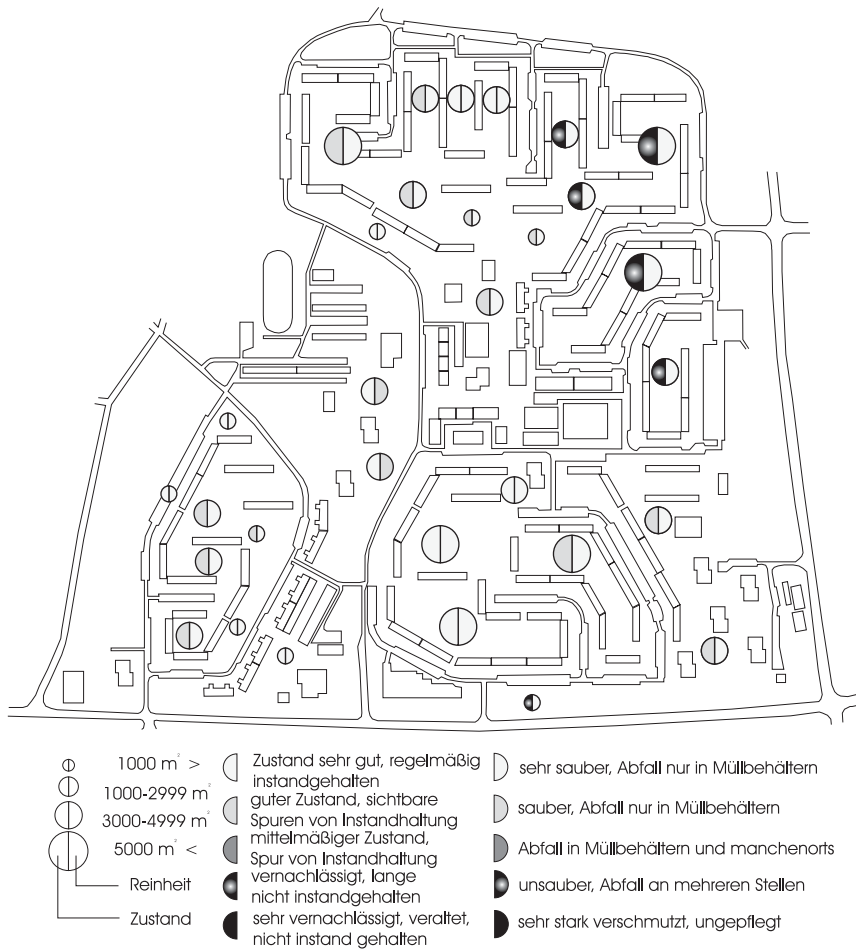 1000 m² >
1000-2999 m²
3000-4999 m²
5000 m² <
Reinheit
Zustand
Zustand sehr gut, regelmäßig
instandgehalten
guter Zustand, sichtbare
Spuren von Instandhaltung
mittelmäßiger Zustand,
Spur von Instandhaltung
vernachlässigt, lange
nicht instandgehalten
sehr vernachlässigt, veraltet,
nicht instand gehalten
sehr sauber, Abfall nur in Müllbehältern
sauber, Abfall nur in Müllbehältern
Abfall in Müllbehältern und manchenorts
unsauber, Abfall an mehreren Stellen
sehr stark verschmutzt, ungepflegt